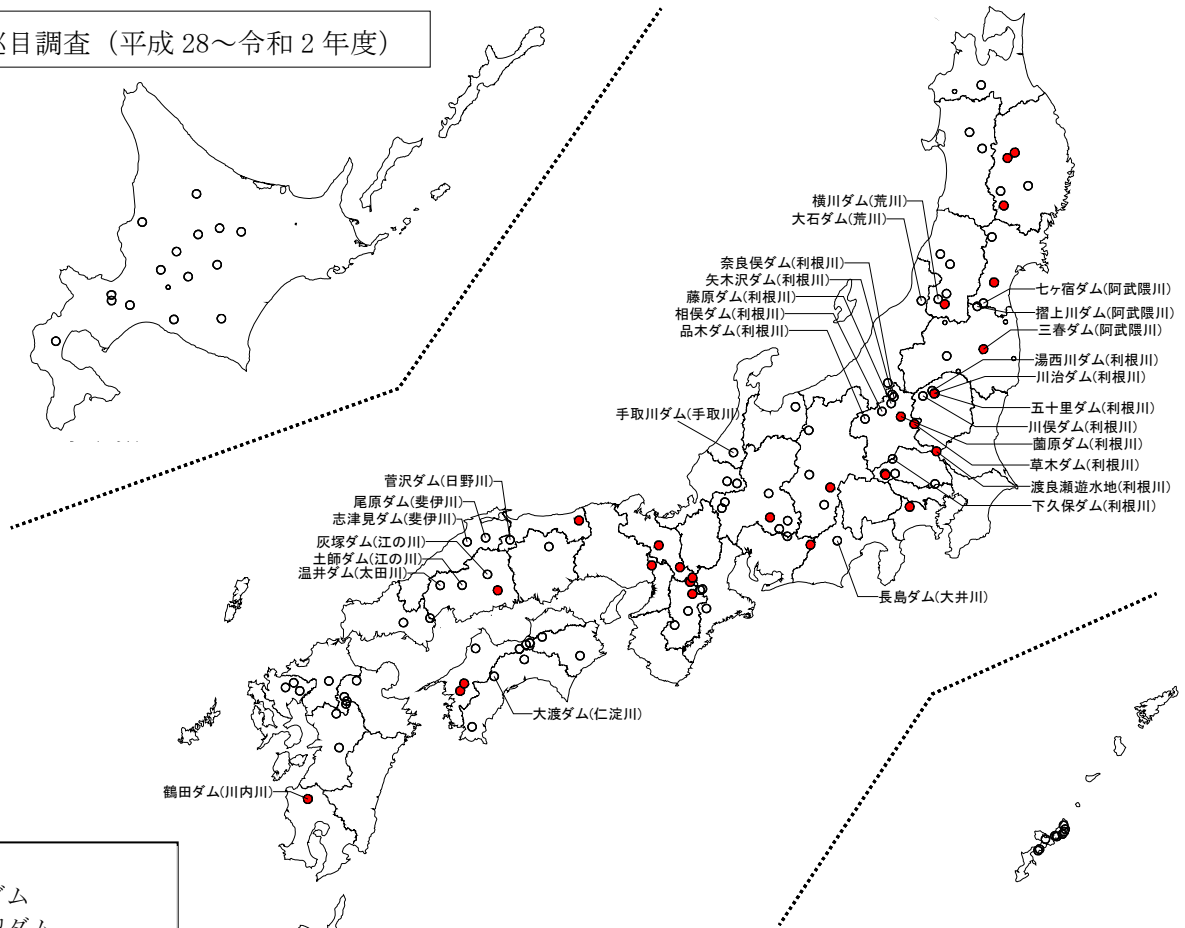 巡目調査（平成 28～令和 2 年度）
横川ダム(荒川)
大石ダム(荒川)
奈良俣ダム(利根川)
矢木沢ダム(利根川)
藤原ダム(利根川)
相俣ダム(利根川)
品木ダム(利根川)
七ヶ宿ダム(阿武隈川)
摺上川ダム(阿武隈川)
三春ダム(阿武隈川)
湯西川ダム(利根川)
川治ダム(利根川)
五十里ダム(利根川)
川俣ダム(利根川)
薗原ダム(利根川)
草木ダム(利根川)
渡良瀬遊水地(利根川)
下久保ダム(利根川)
手取川ダム(手取川)
菅沢ダム(日野川)
尾原ダム(斐伊川)
志津見ダム(斐伊川)
灰塚ダム(江の川)
土師ダム(江の川)
温井ダム(太田川)
長島ダム(大井川)
大渡ダム(仁淀川)
鶴田ダム(川内川)
ダム